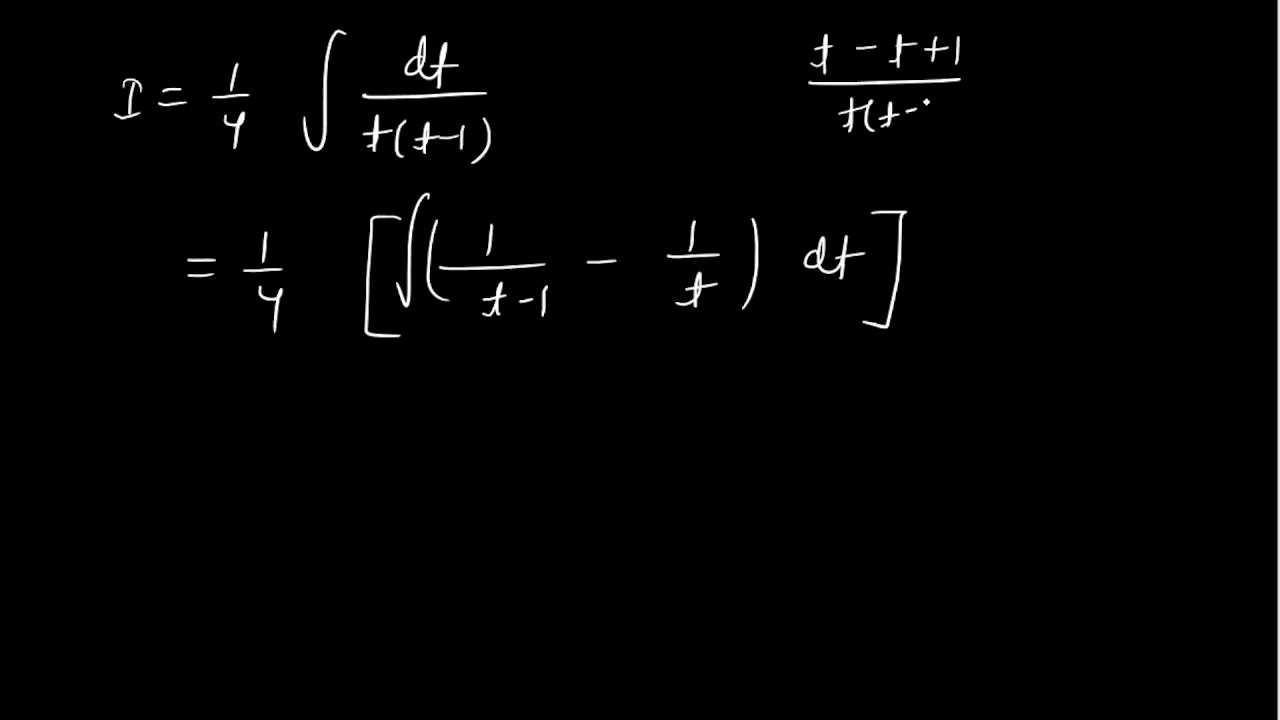 I = 1/4 ∫ dt / t(t-1)
t - t + 1 / t(t-
= 1/4 [∫(1/t-1 - 1/t) dt]